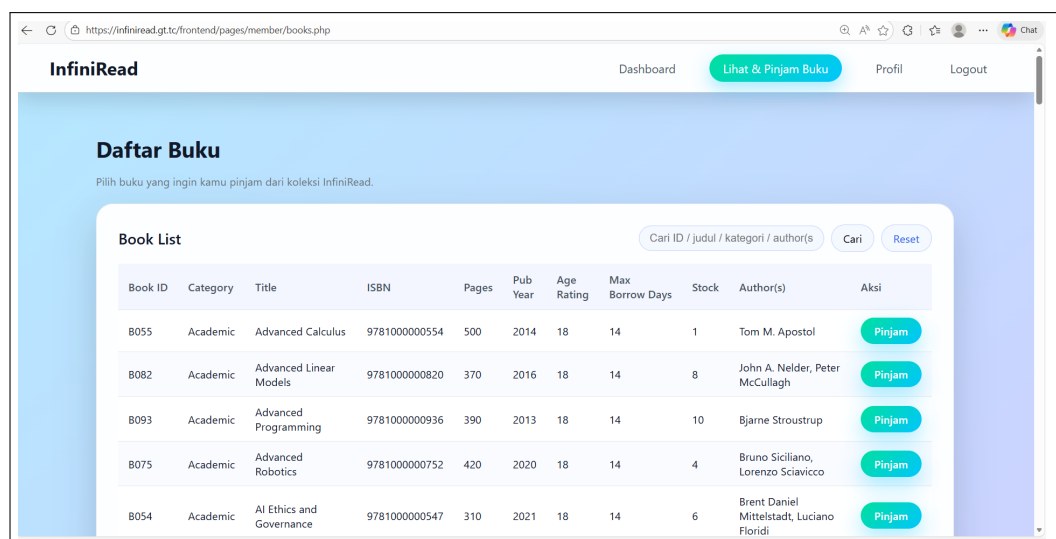 https://infiniread.gt.tc/frontend/pages/member/books.php
Chat
InfiniRead
Dashboard
Lihat & Pinjam Buku
Profil
Logout
Daftar Buku
Pilih buku yang ingin kamu pinjam dari koleksi InfiniRead.
Book List
Cari ID / judul / kategori / author(s
Cari
Reset
Book ID Category Title ISBN Pages Pub Year Age Rating Max Borrow Days Stock Author(s) Aksi
B055 Academic Advanced Calculus 9781000000554 500 2014 18 14 1 Tom M. Apostol Pinjam
B082 Academic Advanced Linear Models 9781000000820 370 2016 18 14 8 John A. Nelder, Peter McCullagh Pinjam
B093 Academic Advanced Programming 9781000000936 390 2013 18 14 10 Bjarne Stroustrup Pinjam
B075 Academic Advanced Robotics 9781000000752 420 2020 18 14 4 Bruno Siciliano, Lorenzo Sciavicco Pinjam
B054 Academic AI Ethics and Governance 9781000000547 310 2021 18 14 6 Brent Daniel Mittelstadt, Luciano Floridi Pinjam